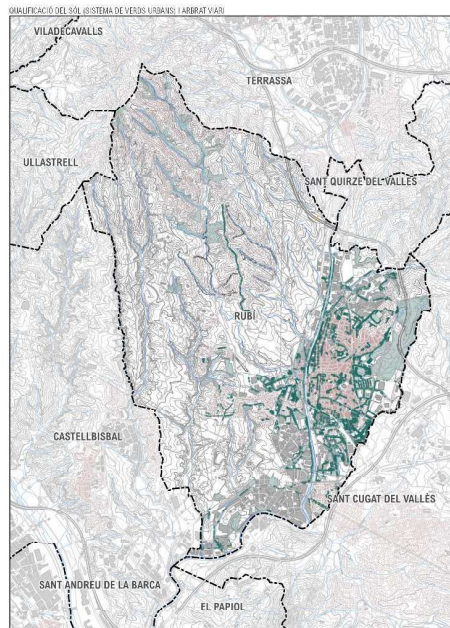 QUALIFICACIÓ DEL SÒL (SISTEMA DE VERDS URBANS) I ARBRAT VIARI
VILADECAVALLS
TERRASSA
ULLASTRELL
SANT QUIRZE DEL VALLÈS
RUBÍ
CASTELLBISBAL
SANT CUGAT DEL VALLÈS
SANT ANDREU DE LA BARCA
EL PAPIOL